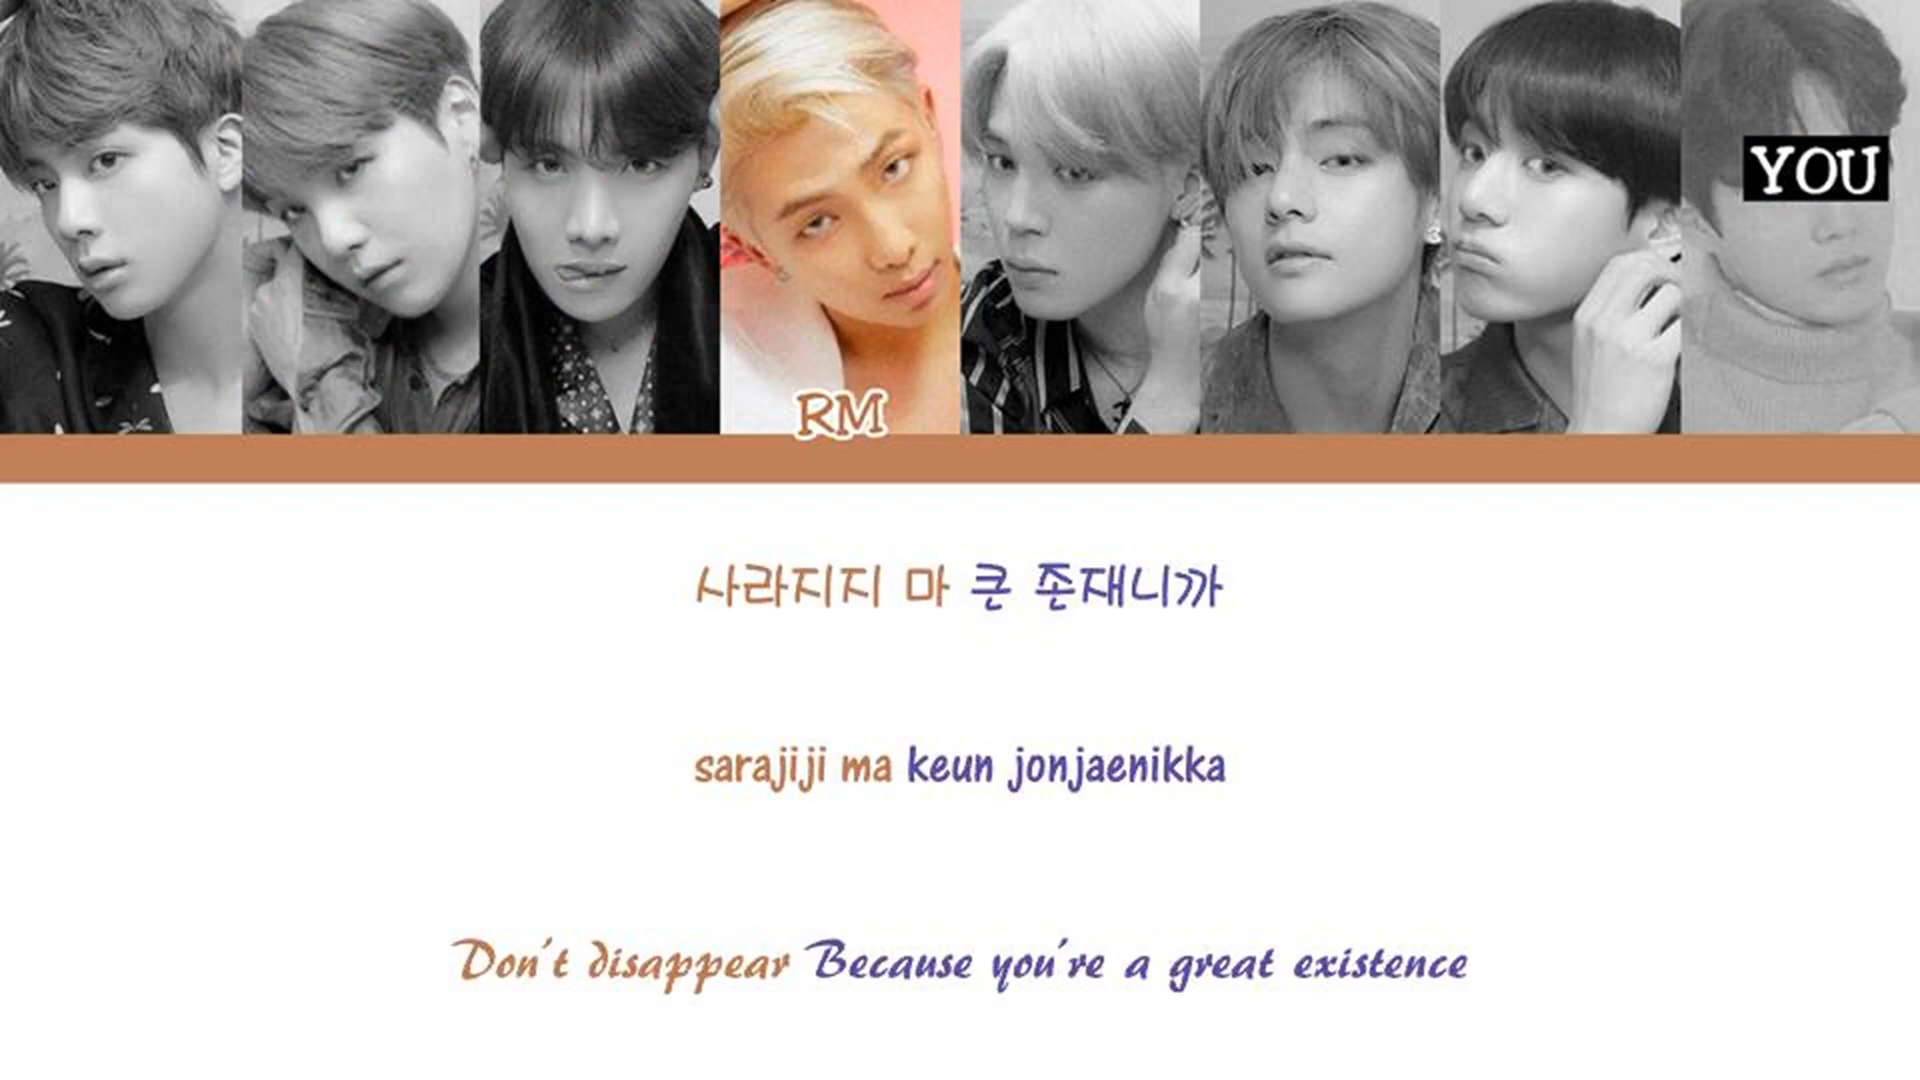 YOU
RM
사라지지 마 큰 존재니까
sarajiji ma keun jonjaenikka
Don't disappear Because you're a great existence